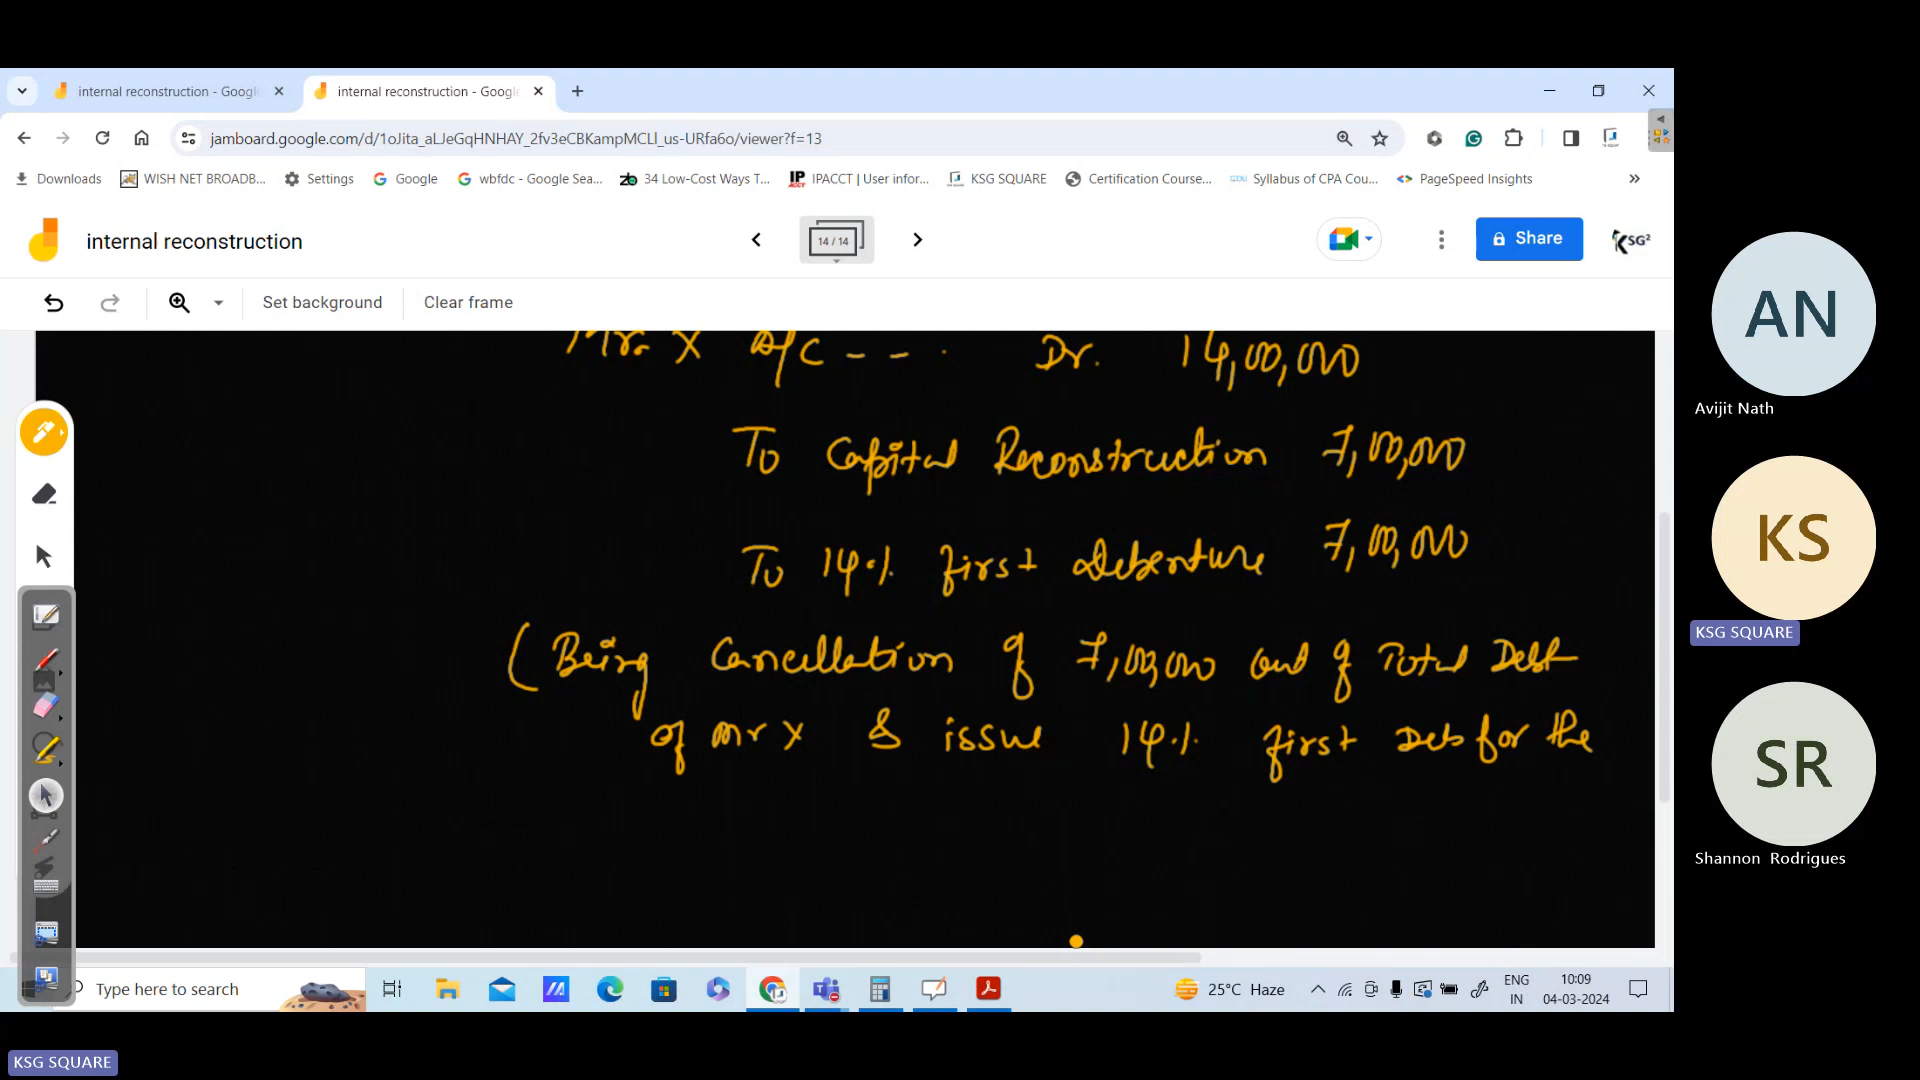 internal reconstruction - Googl
internal reconstruction - Google
jamboard.google.com/d/1oJita_aLJeGqHNHAY_2fv3eCBKampMCLl_us-URfa6o/viewer?f=13
Downloads WISH NET BROADB... Settings Google wbfdc - Google Sea... 34 Low-Cost Ways T... IPACCT | User infor... KSG SQUARE Certification Course... Syllabus of CPA Cou... PageSpeed Insights
internal reconstruction
14 / 14
Share
KSG²
Set background Clear frame
Mr. X A/C - - . Dr. 14,00,000
To Capital Reconstruction 7,00,000
To 14% first Debenture 7,00,000
(Being Cancellation of 7,00,000 out of Total Debt
of Mr X & issue 14% first Deb for the
AN
Avijit Nath
KS
KSG SQUARE
SR
Shannon Rodrigues
Type here to search
25°C Haze
ENG
IN
10:09
04-03-2024
KSG SQUARE